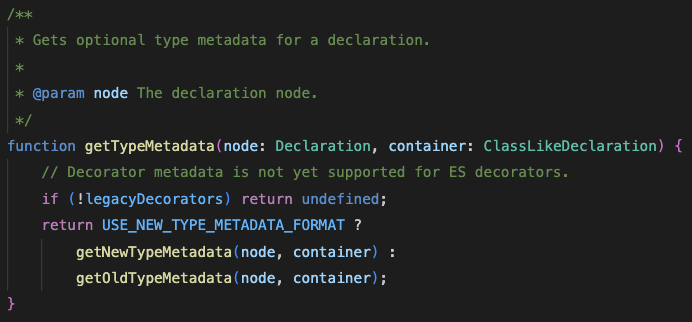 /**
 * Gets optional type metadata for a declaration.
 *
 * @param node The declaration node.
 */
function getTypeMetadata(node: Declaration, container: ClassLikeDeclaration) {
    // Decorator metadata is not yet supported for ES decorators.
    if (!legacyDecorators) return undefined;
    return USE_NEW_TYPE_METADATA_FORMAT ?
        getNewTypeMetadata(node, container) :
        getOldTypeMetadata(node, container);
}